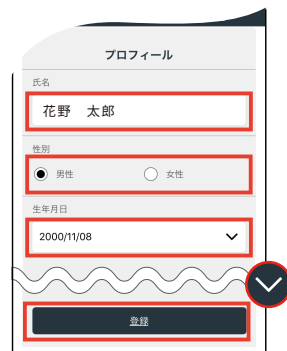 プロフィール
氏名
花野 太郎
性別
男性 女性
生年月日
2000/11/08
登録